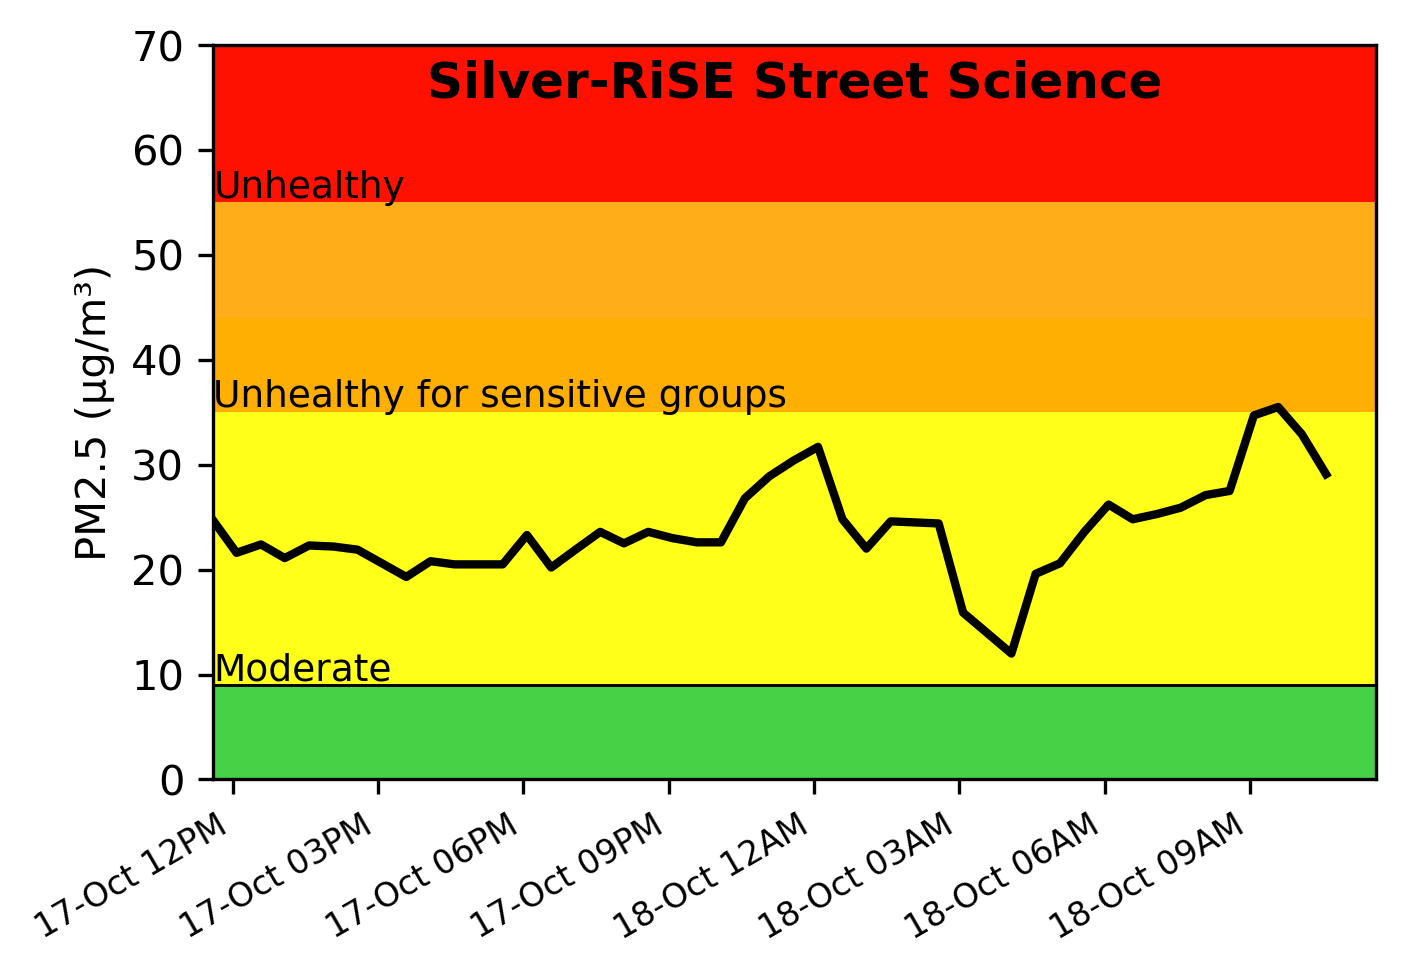 Silver-RiSE Street Science
70
60
Unhealthy
50
40
Unhealthy for sensitive groups
30
20
Moderate
10
0
PM2.5 (µg/m³)
17-Oct 12PM
17-Oct 03PM
17-Oct 06PM
17-Oct 09PM
18-Oct 12AM
18-Oct 03AM
18-Oct 06AM
18-Oct 09AM